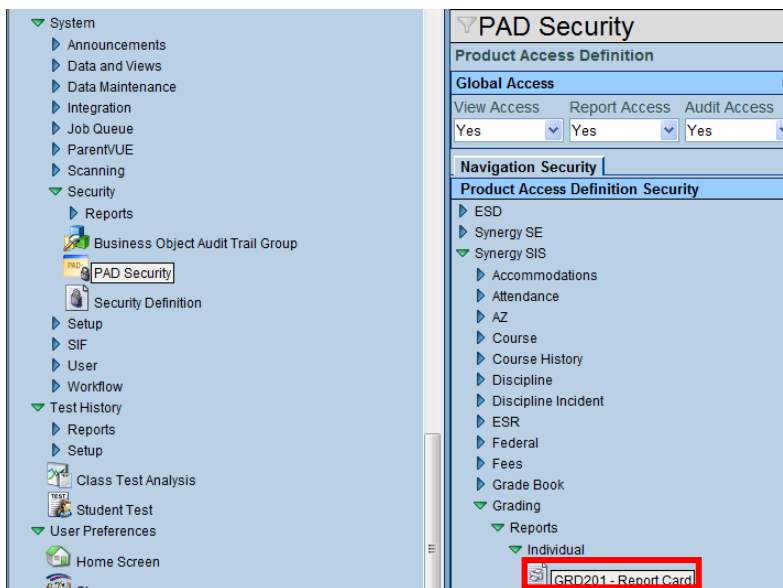 System
Announcements
Data and Views
Data Maintenance
Integration
Job Queue
ParentVUE
Scanning
Security
Reports
Business Object Audit Trail Group
PAD
PAD Security
Security Definition
Setup
SIF
User
Workflow
Test History
Reports
Setup
Class Test Analysis
TEST
Student Test
User Preferences
Home Screen
PAD Security
Product Access Definition
Global Access
View Access Report Access Audit Access
Yes Yes Yes
Navigation Security
Product Access Definition Security
ESD
Synergy SE
Synergy SIS
Accommodations
Attendance
AZ
Course
Course History
Discipline
Discipline Incident
ESR
Federal
Fees
Grade Book
Grading
Reports
Individual
GRD201 - Report Card